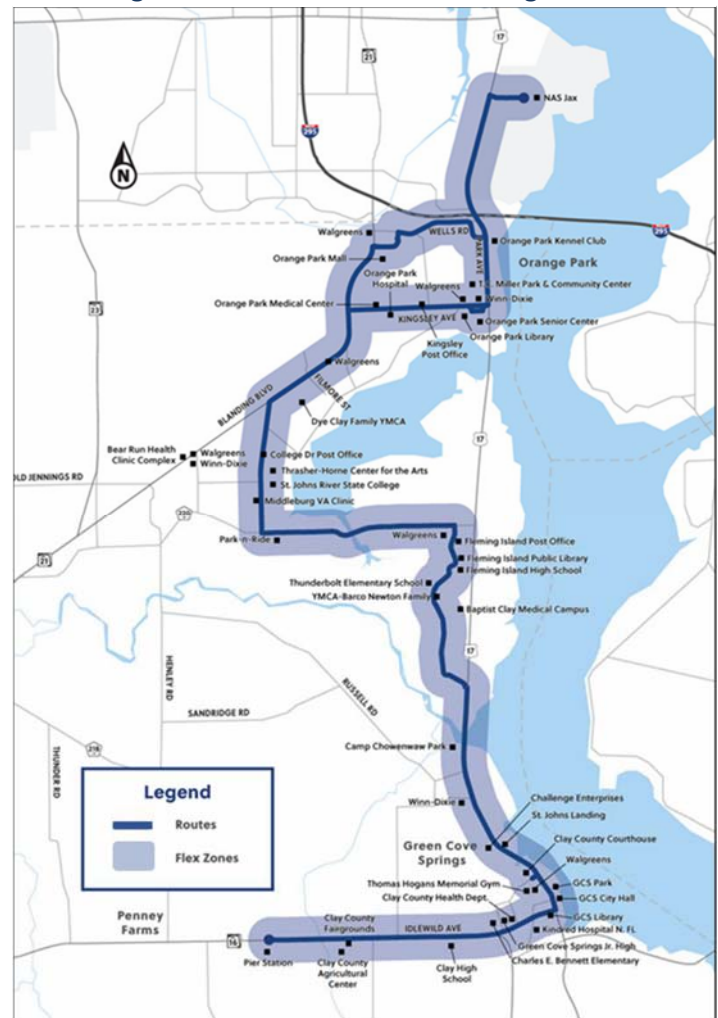 21
17
NAS Jax
295
N
Walgreens
WELLS RD
PARK AVE
Orange Park Kennel Club
295
Orange Park Mall
Orange Park
Orange Park
Hospital
Walgreens
T.C. Miller Park & Community Center
Orange Park Medical Center
Winn-Dixie
23
KINGSLEY AVE
Orange Park Senior Center
Kingsley
Post Office
Orange Park Library
Walgreens
FILMORE ST
BLANDING BLVD
Dye Clay Family YMCA
17
Bear Run Health
Clinic Complex
Walgreens
Winn-Dixie
College Dr Post Office
Thrasher-Horne Center for the Arts
OLD JENNINGS RD
St. Johns River State College
Middleburg VA Clinic
220
Park-n-Ride
Walgreens
Fleming Island Post Office
21
Fleming Island Public Library
Fleming Island High School
Thunderbolt Elementary School
YMCA-Barco Newton Family
Baptist Clay Medical Campus
17
HENLEY RD
RUSSELL RD
SANDRIDGE RD
THUNDER RD
218
Camp Chowenwaw Park
Legend
Routes
Flex Zones
Winn-Dixie
Challenge Enterprises
St. Johns Landing
Green Cove
Springs
Clay County Courthouse
Walgreens
Thomas Hogans Memorial Gym
GCS Park
Clay County Health Dept.
GCS City Hall
Penney
Farms
Clay County
Fairgrounds
IDLEWILD AVE
GCS Library
Kindred Hospital N. FL
16
Pier Station
Clay County
Agricultural
Center
Clay High
School
Green Cove Springs Jr. High
Charles E. Bennett Elementary